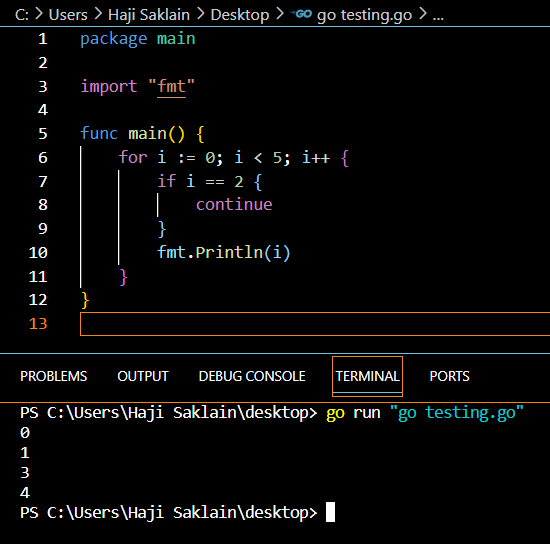 C: > Users > Haji Saklain > Desktop > GO go testing.go > ...
1 package main
2
3 import "fmt"
4
5 func main() {
6     for i := 0; i < 5; i++ {
7         if i == 2 {
8             continue
9         }
10         fmt.Println(i)
11     }
12 }
13
PROBLEMS OUTPUT DEBUG CONSOLE TERMINAL PORTS
PS C:\Users\Haji Saklain\desktop> go run "go testing.go"
0
1
3
4
PS C:\Users\Haji Saklain\desktop>